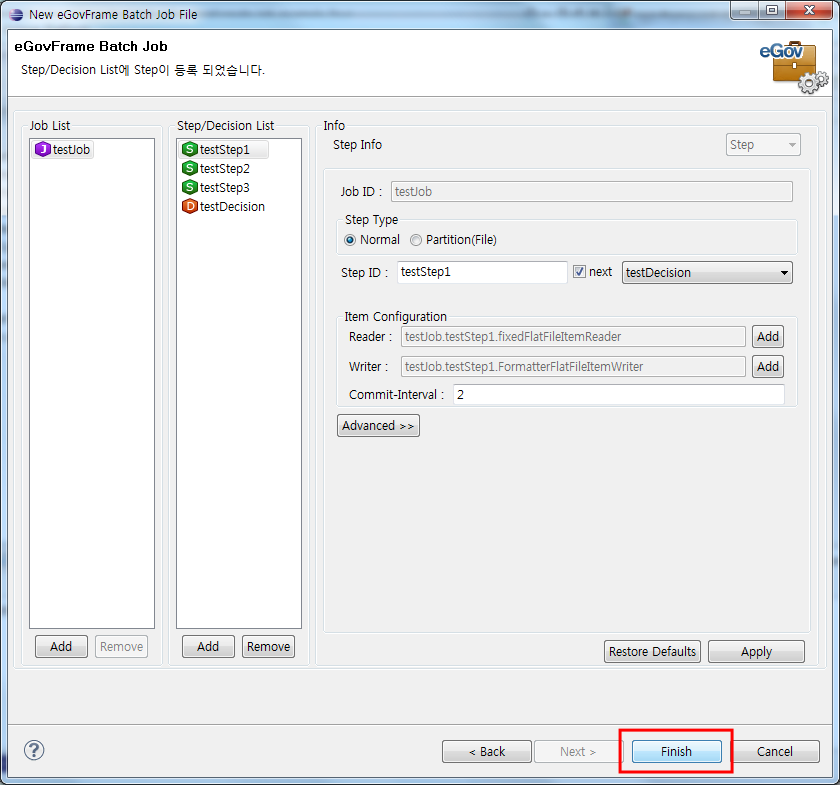 New eGovFrame Batch Job File
eGovFrame Batch Job
Step/Decision List에 Step이 등록 되었습니다.
eGov
Job List
testJob
Add
Remove
Step/Decision List
testStep1
testStep2
testStep3
testDecision
Add
Remove
Info
Step Info
Step
Job ID :
testJob
Step Type
Normal
Partition(File)
Step ID :
testStep1
next
testDecision
Item Configuration
Reader :
testJob.testStep1.fixedFlatFileItemReader
Add
Writer :
testJob.testStep1.FormatterFlatFileItemWriter
Add
Commit-Interval :
2
Advanced >>
Restore Defaults
Apply
?
< Back
Next >
Finish
Cancel